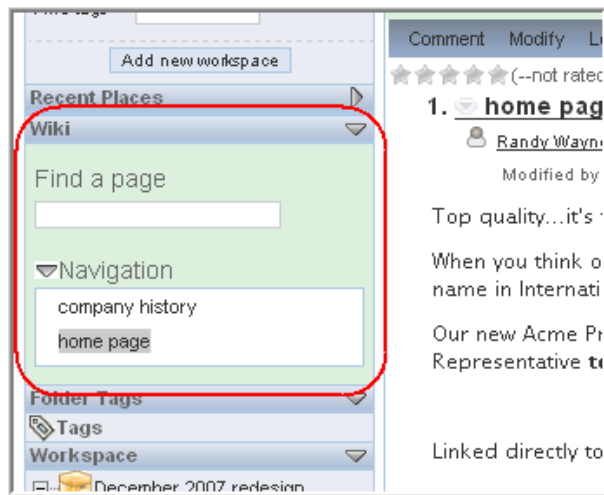 Add new workspace
Recent Places
Wiki
Find a page
Navigation
company history
home page
Folder Tags
Tags
Workspace
December 2007 redesign
Comment Modify
(--not rated
1. home pag
Randy Wayne
Modified by
Top quality...it's
When you think o
name in Internati
Our new Acme Pr
Representative te
Linked directly to